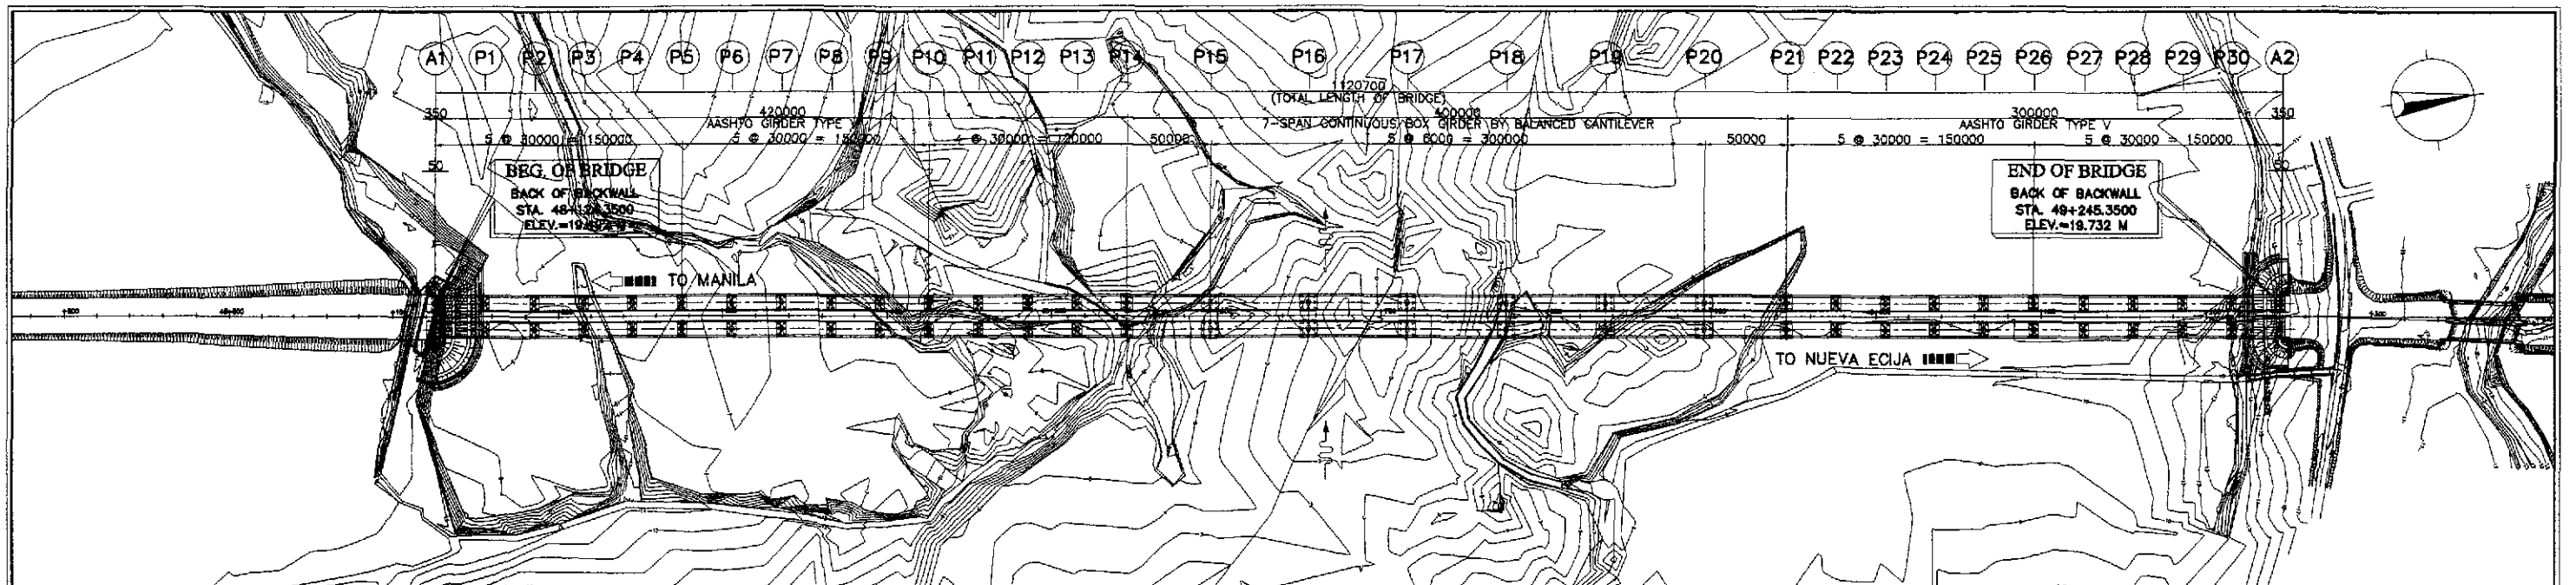 A1 P1 P2 P3 P4 P5 P6 P7 P8 P9 P10 P11 P12 P13 P14 P15 P16 P17 P18 P19 P20 P21 P22 P23 P24 P25 P26 P27 P28 P29 P30 A2
1120700
(TOTAL LENGTH OF BRIDGE)
350 420000 400000 300000 350
AASHTO GIRDER TYPE V 7-SPAN CONTINUOUS BOX GIRDER BY BALANCED CANTILEVER AASHTO GIRDER TYPE V
5 @ 30000 = 150000 5 @ 30000 = 150000 4 @ 30000 = 120000 50000 5 @ 6000 = 300000 50000 5 @ 30000 = 150000 5 @ 30000 = 150000
50 50
BEG. OF BRIDGE
BACK OF BACKWALL
STA.
ELEV.=
END OF BRIDGE
BACK OF BACKWALL
STA. 49+245.3500
ELEV.=19.732 M
TO MANILA
TO NUEVA ECIJA